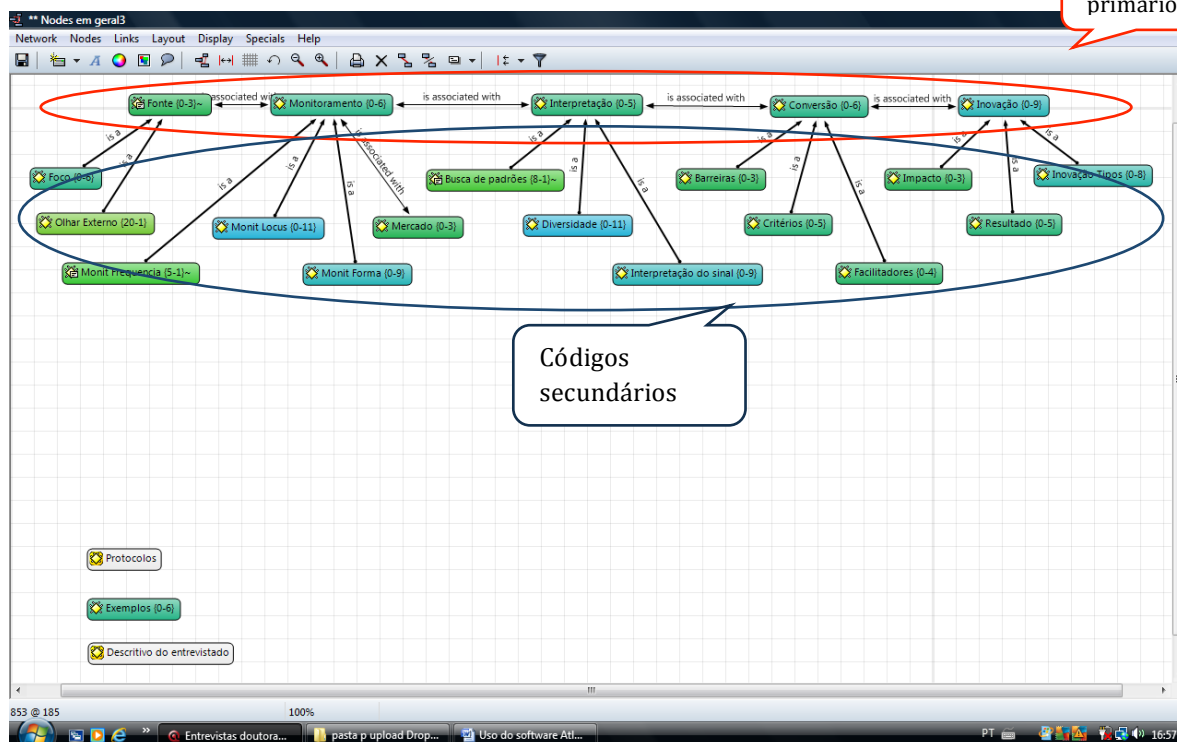 primário
** Nodes em geral3
Network Nodes Links Layout Display Specials Help
Fonte {0-3}~
is associated with
Monitoramento {0-6}
is associated with
Interpretação {0-5}
is associated with
Conversão {0-6}
is associated with
Inovação {0-9}
is a
is a
is a
is a
is a
is associated with
is a
is a
is a
is a
is a
is a
is a
is a
is a
Foco {0-6}
Busca de padrões {8-1}~
Barreiras {0-3}
Impacto {0-3}
Inovação Tipos {0-8}
Olhar Externo {20-1}
Monit Locus {0-11}
Mercado {0-3}
Diversidade {0-11}
Critérios {0-5}
Resultado {0-5}
Monit Frequencia {5-1}~
Monit Forma {0-9}
Interpretação do sinal {0-9}
Facilitadores {0-4}
Códigos
secundários
Protocolos
Exemplos {0-6}
Descritivo do entrevistado
853 @ 185
100%
Entrevistas doutora...
pasta p upload Drop...
Uso do software Atl...
PT
16:57